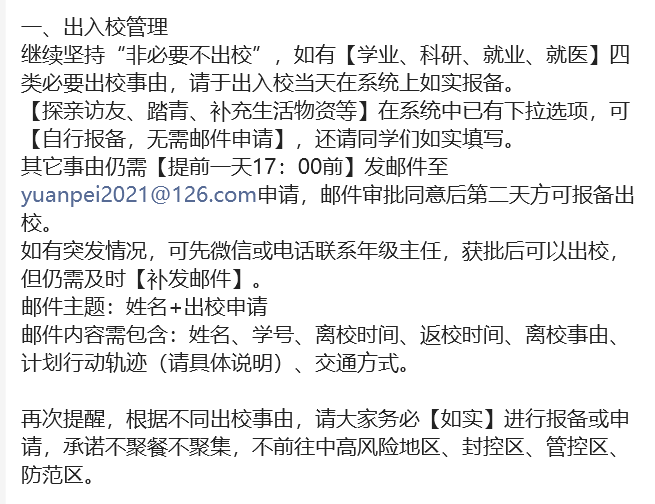 一、出入校管理
继续坚持“非必要不出校”，如有【学业、科研、就业、就医】四
类必要出校事由，请于出入校当天在系统上如实报备。
【探亲访友、踏青、补充生活物资等】在系统中已有下拉选项，可
【自行报备，无需邮件申请】，还请同学们如实填写。
其它事由仍需【提前一天17：00前】发邮件至
yuanpei2021@126.com申请，邮件审批同意后第二天方可报备出
校。
如有突发情况，可先微信或电话联系年级主任，获批后可以出校，
但仍需及时【补发邮件】。
邮件主题：姓名+出校申请
邮件内容需包含：姓名、学号、离校时间、返校时间、离校事由、
计划行动轨迹（请具体说明）、交通方式。
再次提醒，根据不同出校事由，请大家务必【如实】进行报备或申
请，承诺不聚餐不聚集，不前往中高风险地区、封控区、管控区、
防范区。